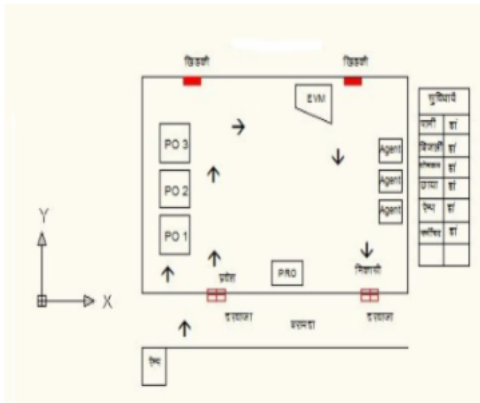 खिड़की
खिड़की
EVM
PO 3
PO 2
PO 1
Agent
Agent
Agent
PRO
प्रवेश
निकासी
दरवाजा
बरामदा
दरवाजा
रैम्प
Y
X
सुविधायें
पानी हां
बिजली हां
हां
छाया हां
रैम्प हां
फर्नीचर हां